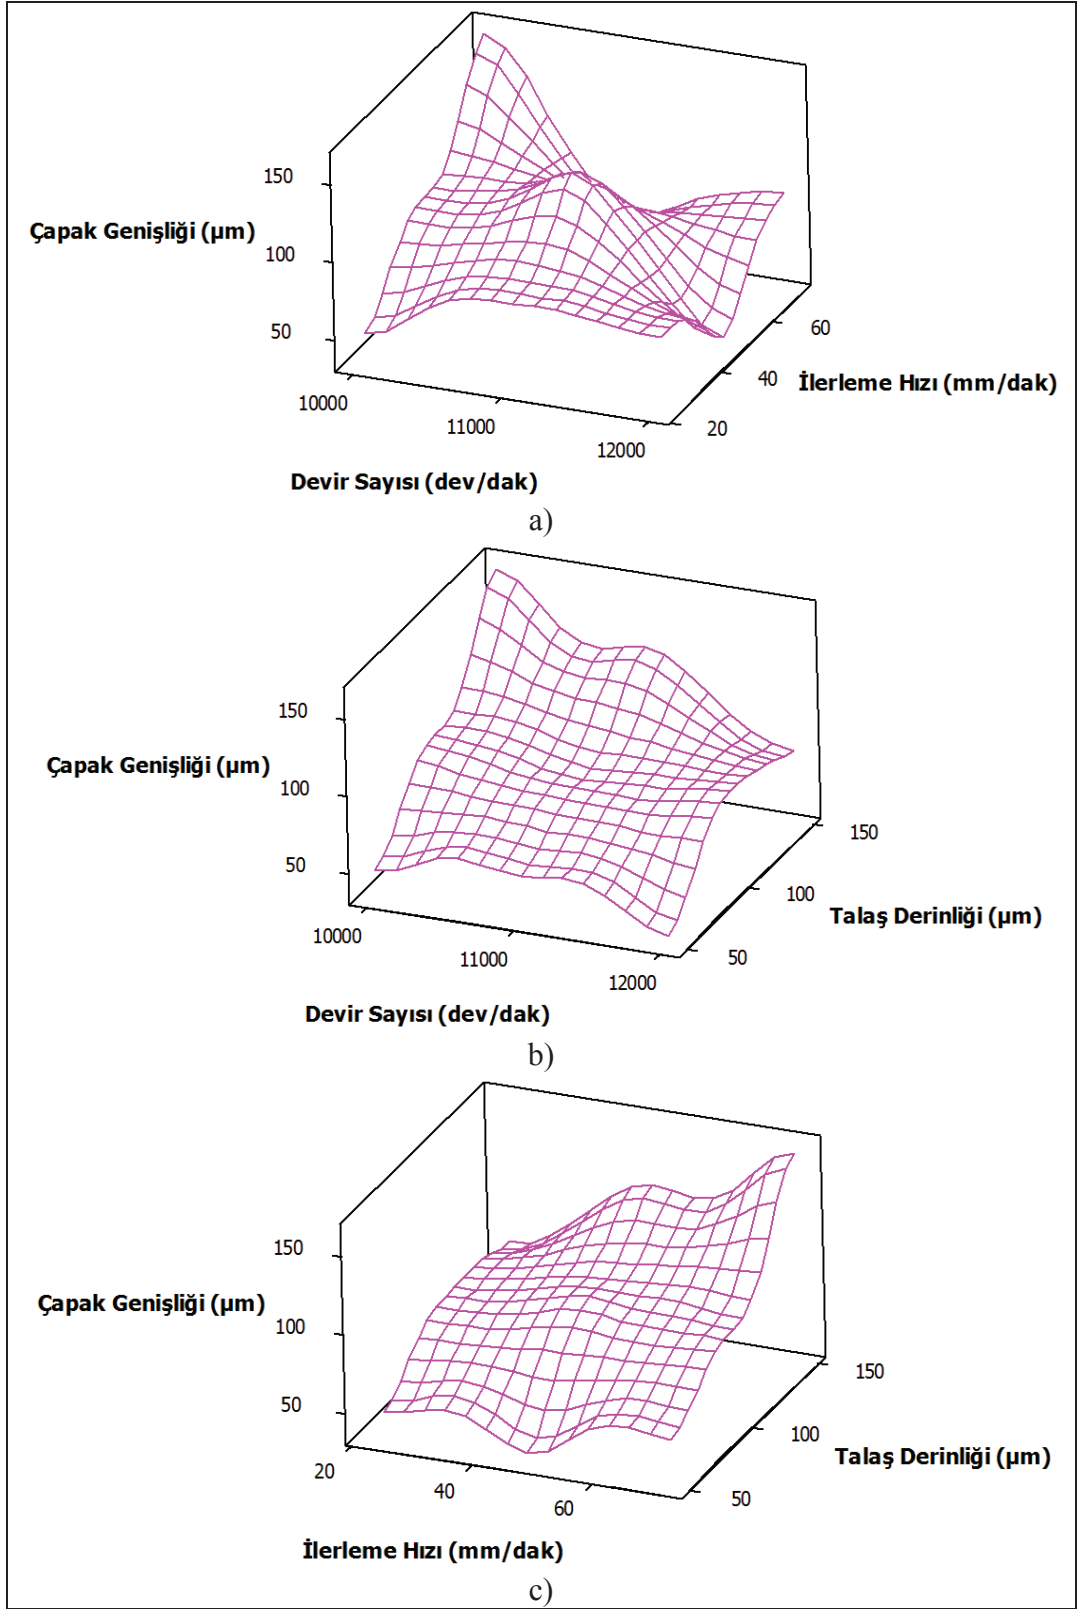 150
Çapak Genişliği (µm)
100
50
60
40 İlerleme Hızı (mm/dak)
20
10000
11000
12000
Devir Sayısı (dev/dak)
a)
150
Çapak Genişliği (µm)
100
50
150
100
Talaş Derinliği (µm)
50
10000
11000
12000
Devir Sayısı (dev/dak)
b)
150
Çapak Genişliği (µm)
100
50
150
100
Talaş Derinliği (µm)
50
20
40
60
İlerleme Hızı (mm/dak)
c)